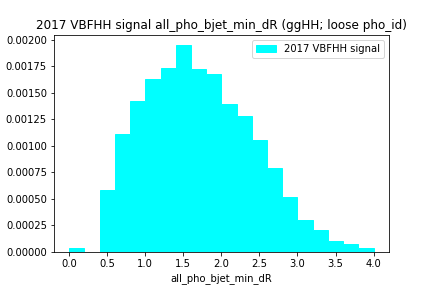 2017 VBFHH signal all_pho_bjet_min_dR (ggHH; loose pho_id)
2017 VBFHH signal
0.00200
0.00175
0.00150
0.00125
0.00100
0.00075
0.00050
0.00025
0.00000
0.0 0.5 1.0 1.5 2.0 2.5 3.0 3.5 4.0
all_pho_bjet_min_dR